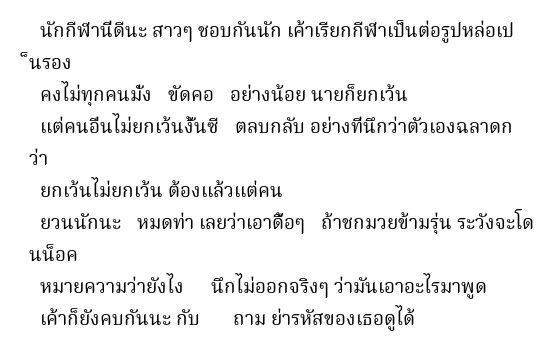 นักกีฬานี่ดีนะ สาวๆ ชอบกันนัก เค้าเรียกกีฬาเป็นต่อรูปหล่อเป
็นรอง
คงไม่ทุกคนมั้ง ขัดคอ อย่างน้อย นายก็ยกเว้น
แต่คนอื่นไม่ยกเว้นงั้นซี ตลบกลับ อย่างที่นึกว่าตัวเองฉลาดก
ว่า
ยกเว้นไม่ยกเว้น ต้องแล้วแต่คน
ยวนนักนะ หมดท่า เลยว่าเอาดื้อๆ ถ้าชกมวยข้ามรุ่น ระวังจะโด
นน็อค
หมายความว่ายังไง นึกไม่ออกจริงๆ ว่ามันเอาอะไรมาพูด
เค้าก็ยังคบกันนะ กับ ถาม ย่ารหัสของเธอดูได้